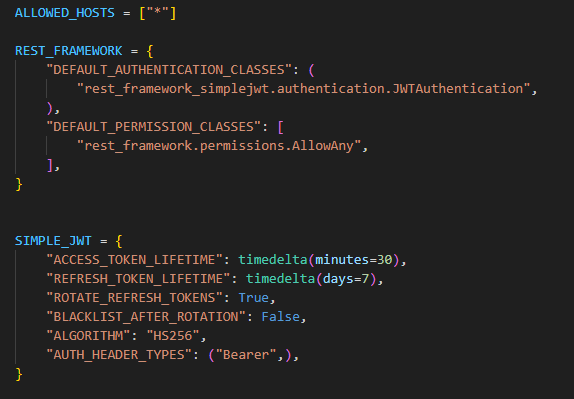 ALLOWED_HOSTS = ["*"]
REST_FRAMEWORK = {
"DEFAULT_AUTHENTICATION_CLASSES": (
"rest_framework_simplejwt.authentication.JWTAuthentication",
),
"DEFAULT_PERMISSION_CLASSES": [
"rest_framework.permissions.AllowAny",
],
}
SIMPLE_JWT = {
"ACCESS_TOKEN_LIFETIME": timedelta(minutes=30),
"REFRESH_TOKEN_LIFETIME": timedelta(days=7),
"ROTATE_REFRESH_TOKENS": True,
"BLACKLIST_AFTER_ROTATION": False,
"ALGORITHM": "HS256",
"AUTH_HEADER_TYPES": ("Bearer",),
}